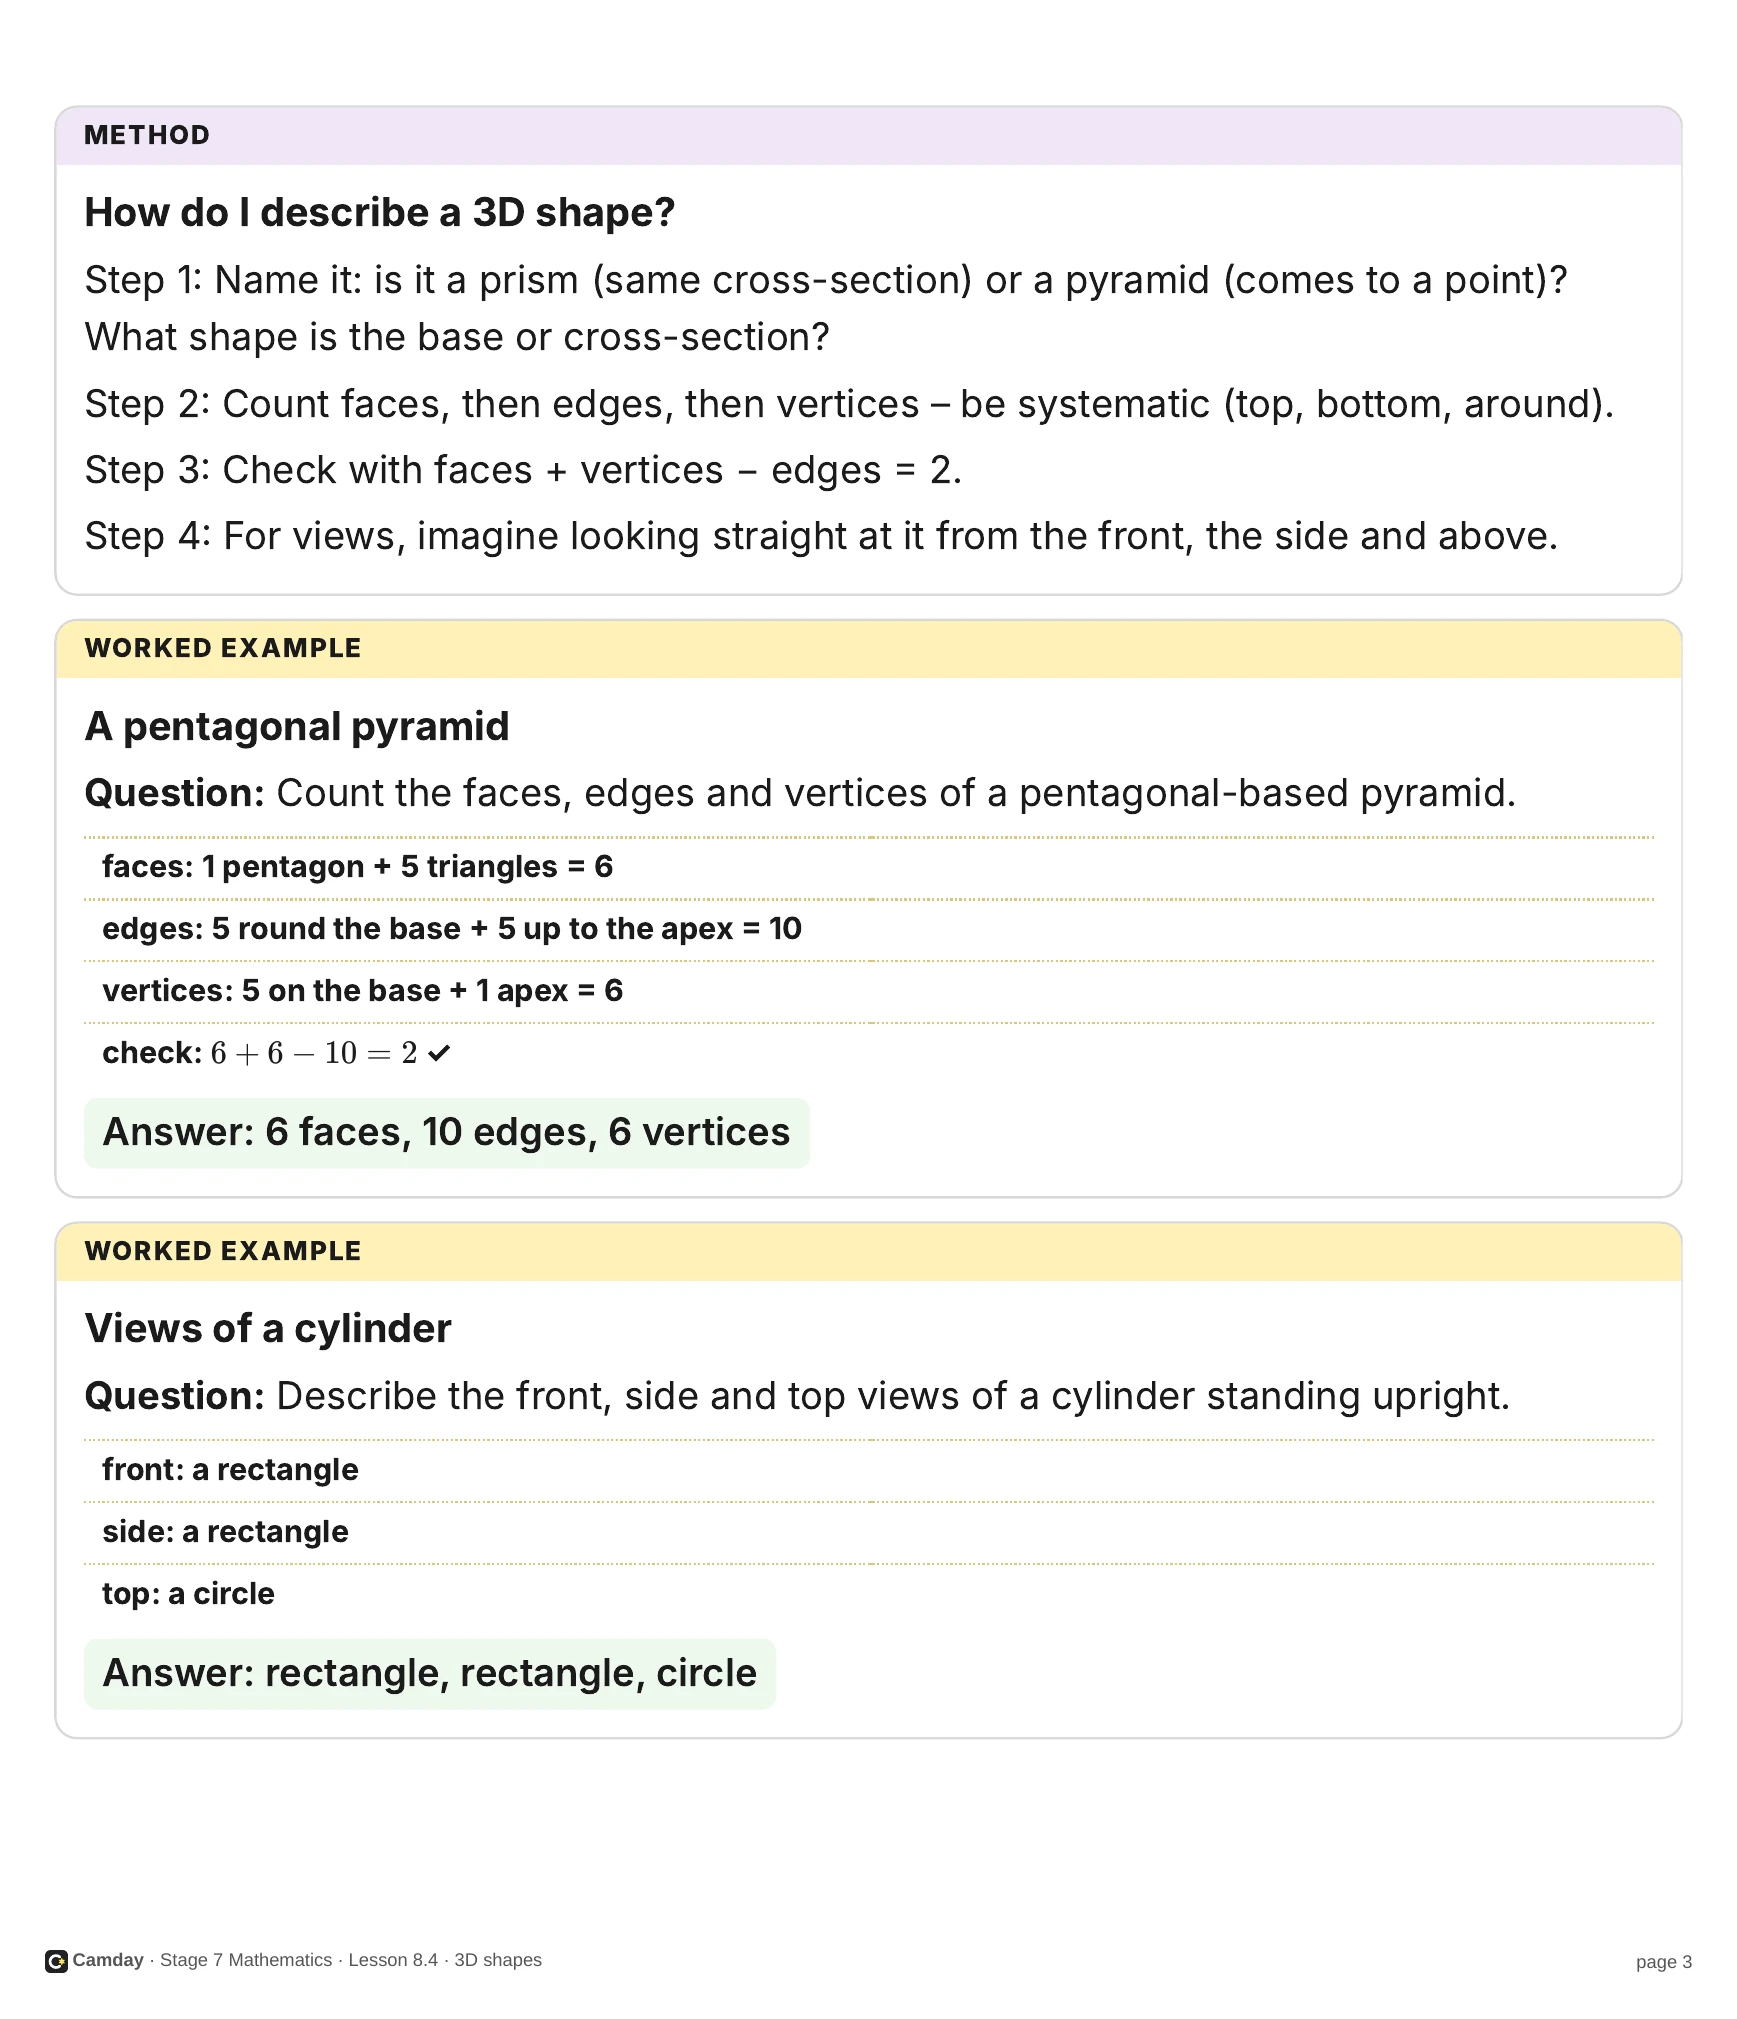 METHOD
How do I describe a 3D shape?
Step 1: Name it: is it a prism (same cross-section) or a pyramid (comes to a point)?
What shape is the base or cross-section?
Step 2: Count faces, then edges, then vertices – be systematic (top, bottom, around).
Step 3: Check with faces + vertices − edges = 2.
Step 4: For views, imagine looking straight at it from the front, the side and above.
WORKED EXAMPLE
A pentagonal pyramid
Question: Count the faces, edges and vertices of a pentagonal-based pyramid.
faces: 1 pentagon + 5 triangles = 6
edges: 5 round the base + 5 up to the apex = 10
vertices: 5 on the base + 1 apex = 6
check: 6 + 6 − 10 = 2 ✓
Answer: 6 faces, 10 edges, 6 vertices
WORKED EXAMPLE
Views of a cylinder
Question: Describe the front, side and top views of a cylinder standing upright.
front: a rectangle
side: a rectangle
top: a circle
Answer: rectangle, rectangle, circle
Camday · Stage 7 Mathematics · Lesson 8.4 · 3D shapes
page 3